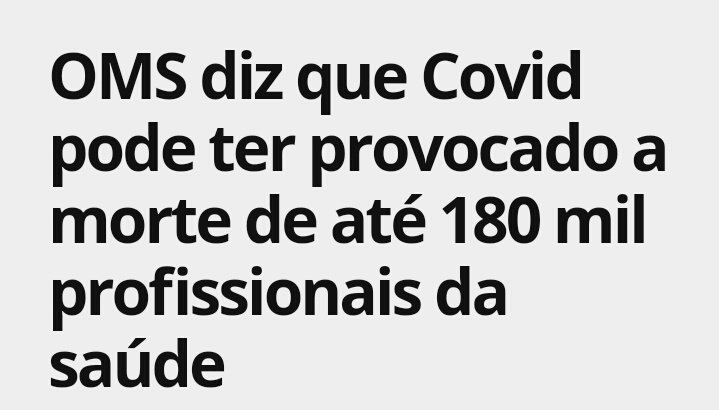 OMS diz que Covid
pode ter provocado a
morte de até 180 mil
profissionais da
saúde